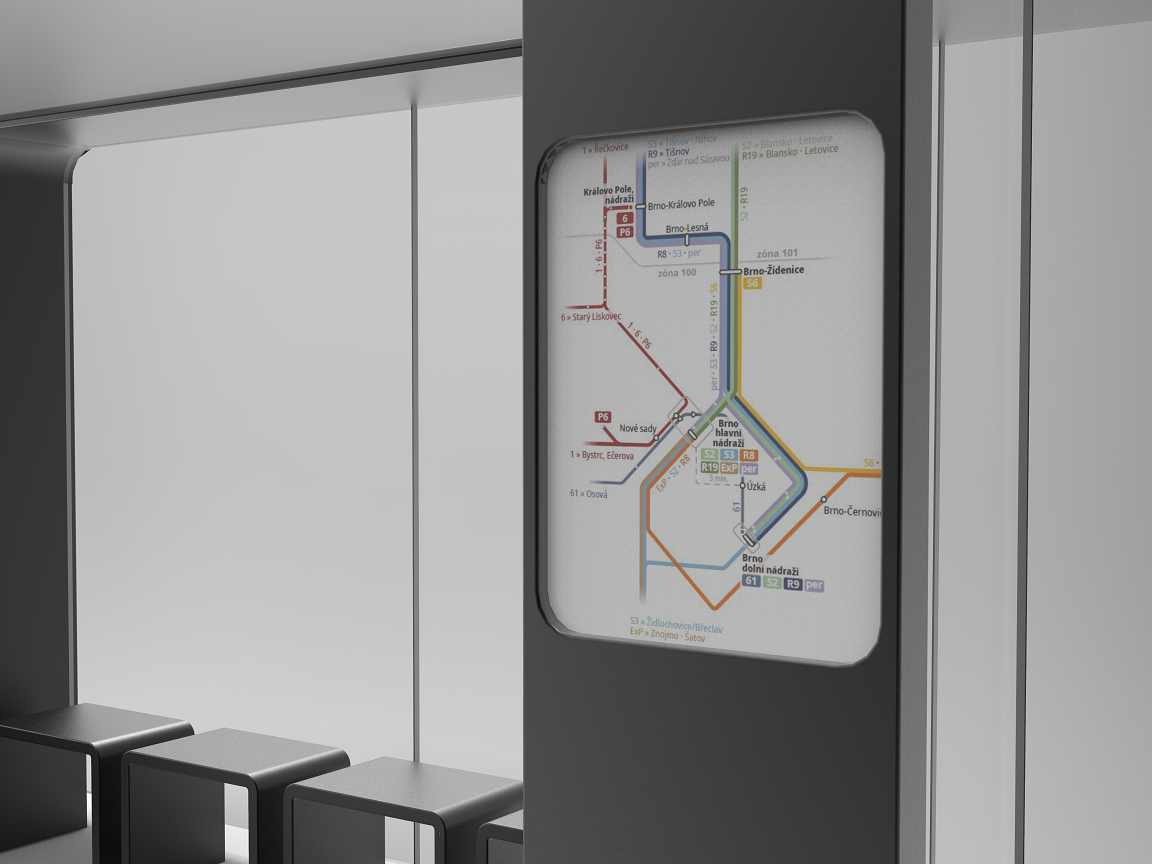 1 » Řečkovice
S3 » Tišnov · Níhov
R9 » Tišnov
per » Žďár nad Sázavou
S2 » Blansko · Letovice
R19 » Blansko · Letovice
Královo Pole,
nádraží
6
P6
Brno-Královo Pole
S2 · R19
Brno-Lesná
1 · 6 · P6
R8 · S3 · per
zóna 101
zóna 100
Brno-Židenice
S6
6 » Starý Lískovec
1 · 6 · P6
per · S3 · R9 · S2 · R19 · S6
P6
Nové sady
1 » Bystrc, Ečerova
61 » Osová
Brno
hlavní
nádraží
S2 S3 R8
R19 ExP per
3 min.
ExP · S2 · R8
Úzká
61
S6 ·
Brno-Černovi
Brno
dolní nádraží
61 S2 R9 per
S3 » Židlochovice/Břeclav
ExP » Znojmo · Šatov